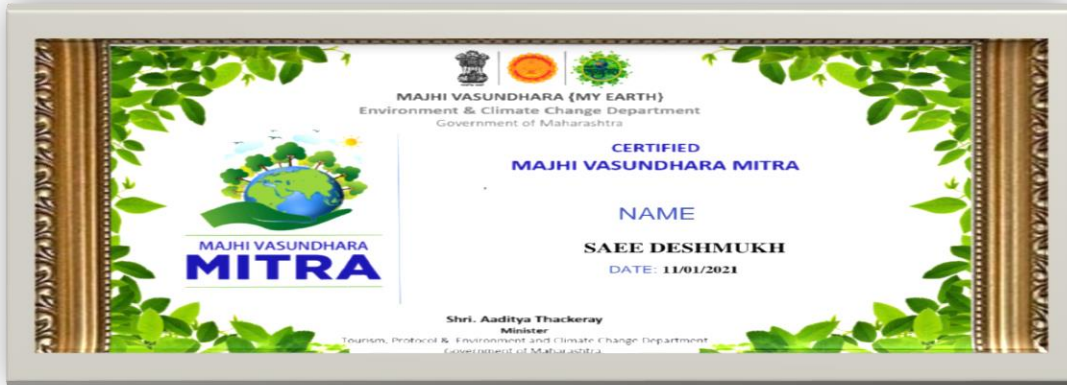 MAJHI VASUNDHARA {MY EARTH}
Environment & Climate Change Department
Government of Maharashtra
CERTIFIED
MAJHI VASUNDHARA MITRA
NAME
SAEE DESHMUKH
DATE: 11/01/2021
MAJHI VASUNDHARA
MITRA
Shri. Aaditya Thackeray
Minister
Tourism, Protocol & Environment and Climate Change Department
Government of Maharashtra